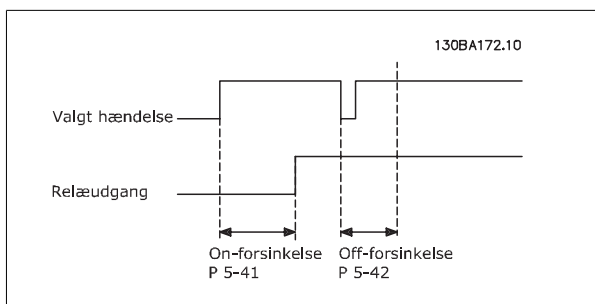 130BA172.10
Valgt hændelse
Relæudgang
On-forsinkelse
P 5-41
Off-forsinkelse
P 5-42